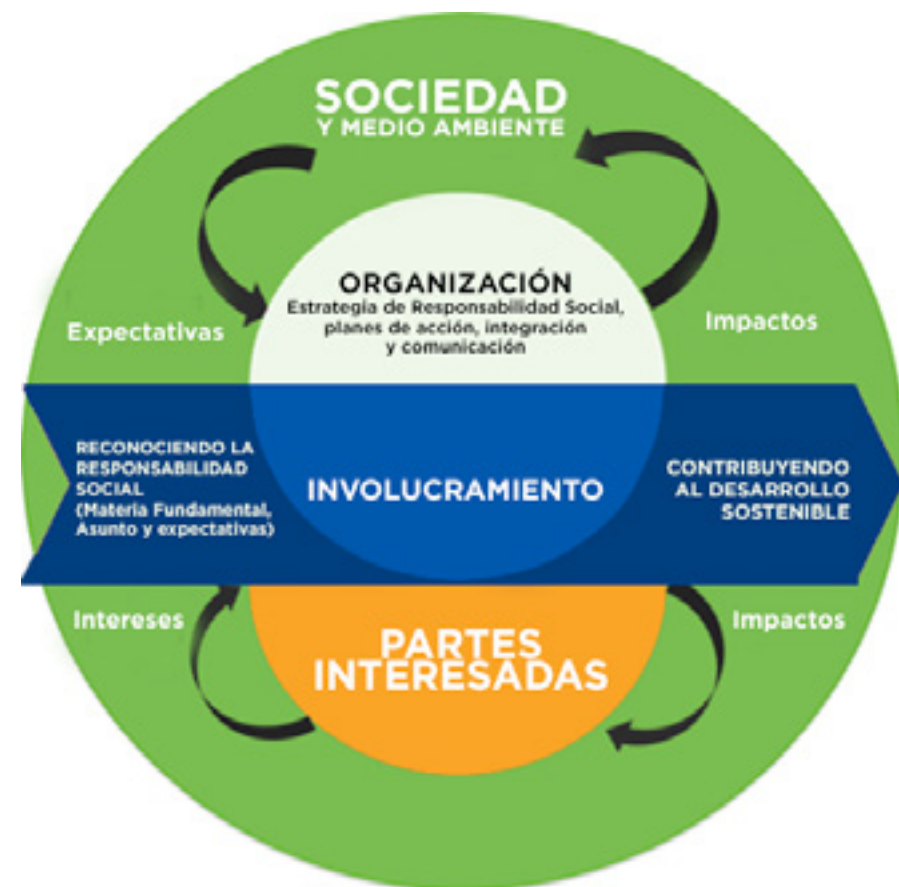 SOCIEDAD
Y MEDIO AMBIENTE
ORGANIZACIÓN
Estrategia de Responsabilidad Social,
planes de acción, integración
y comunicación
Expectativas
Impactos
RECONOCIENDO LA
RESPONSABILIDAD
SOCIAL
(Materia Fundamental,
Asunto y expectativas)
INVOLUCRAMIENTO
CONTRIBUYENDO
AL DESARROLLO
SOSTENIBLE
Intereses
Impactos
PARTES
INTERESADAS